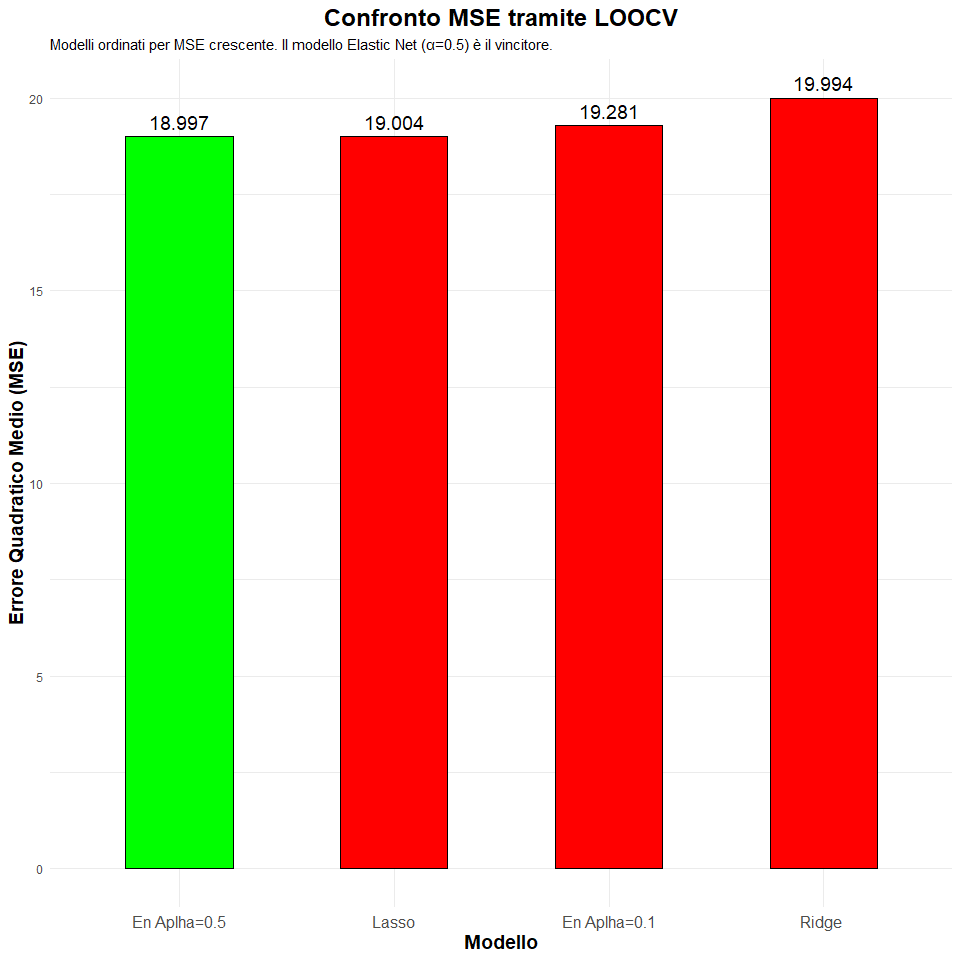 Confronto MSE tramite LOOCV
Modelli ordinati per MSE crescente. Il modello Elastic Net (α=0.5) è il vincitore.
18.997
19.004
19.281
19.994
20
15
10
5
0
Errore Quadratico Medio (MSE)
En Aplha=0.5
Lasso
En Aplha=0.1
Ridge
Modello